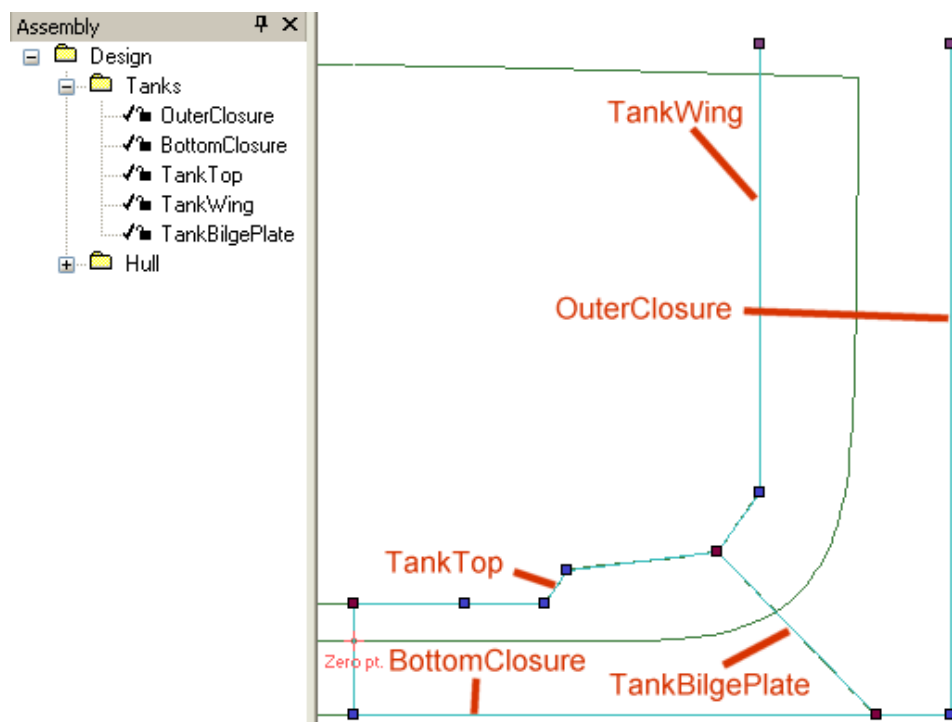 Assembly
Design
Tanks
OuterClosure
BottomClosure
TankTop
TankWing
TankBilgePlate
Hull
TankWing
OuterClosure
TankTop
Zero pt.
BottomClosure
TankBilgePlate